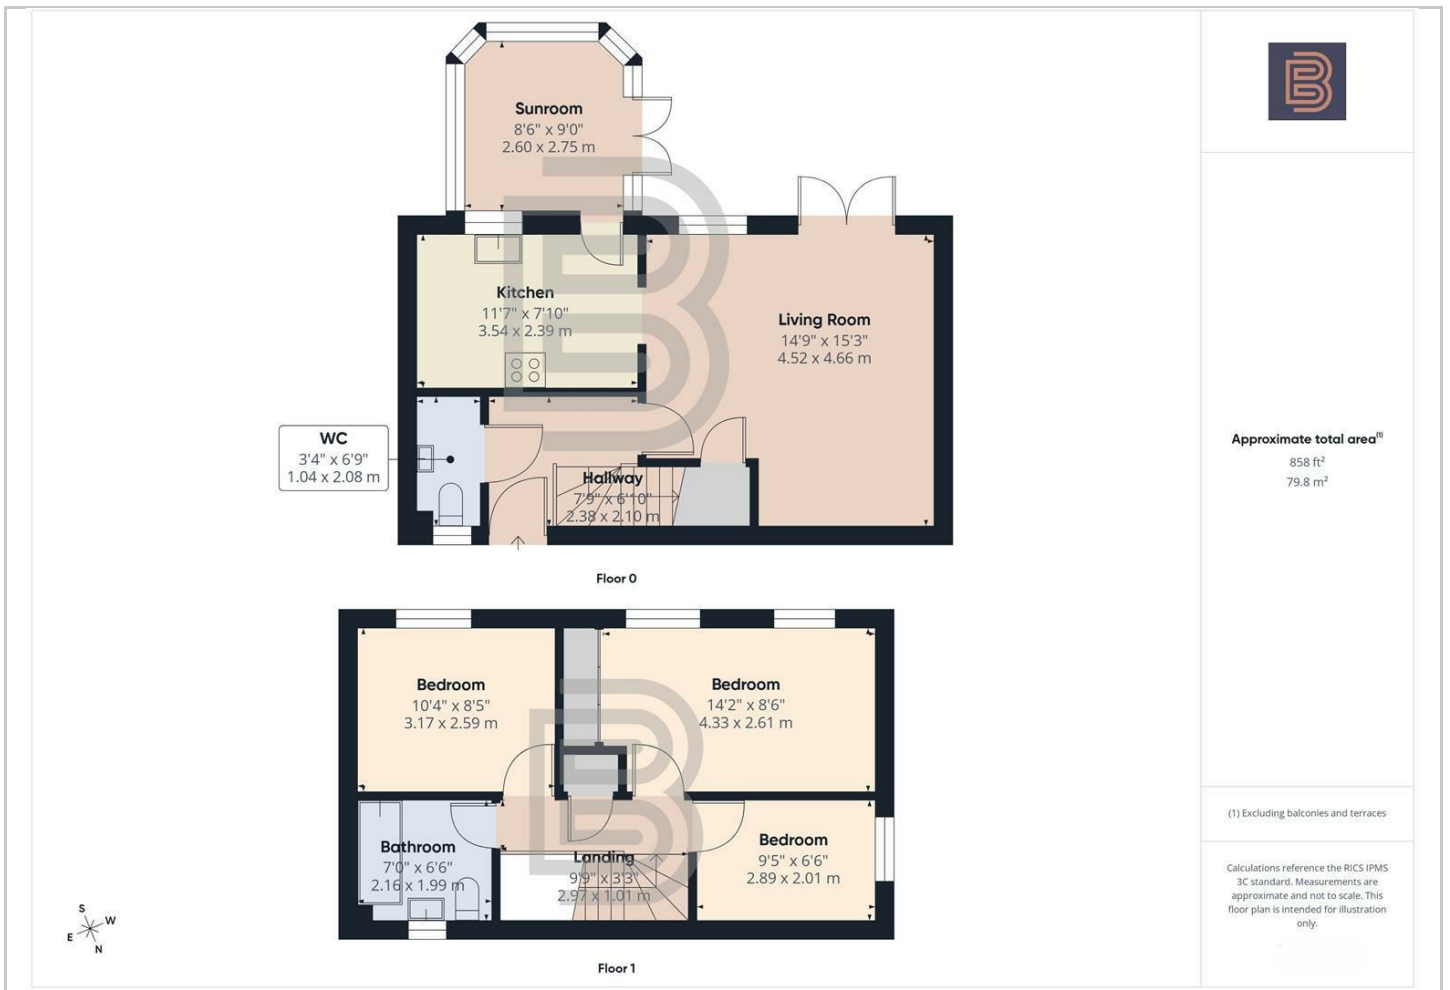 Sunroom
8'6" x 9'0"
2.60 x 2.75 m
Kitchen
11'7" x 7'10"
3.54 x 2.39 m
Living Room
14'9" x 15'3"
4.52 x 4.66 m
WC
3'4" x 6'9"
1.04 x 2.08 m
Hallway
7'9" x 6'10"
2.38 x 2.10 m
Floor 0
Bedroom
10'4" x 8'5"
3.17 x 2.59 m
Bedroom
14'2" x 8'6"
4.33 x 2.61 m
Bathroom
7'0" x 6'6"
2.16 x 1.99 m
Landing
9'9" x 3'3"
2.97 x 1.01 m
Bedroom
9'5" x 6'6"
2.89 x 2.01 m
Floor 1
S
W
E
N
B
Approximate total area(1)
858 ft²
79.8 m²
(1) Excluding balconies and terraces
Calculations reference the RICS IPMS
3C standard. Measurements are
approximate and not to scale. This
floor plan is intended for illustration
only.